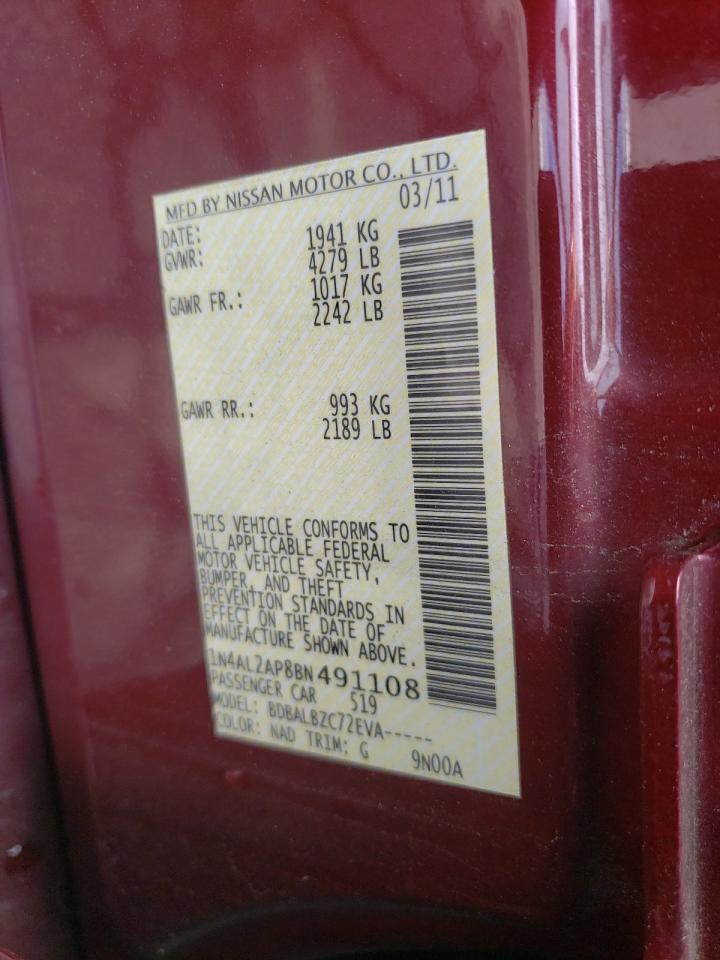 MFD BY NISSAN MOTOR CO., LTD.
DATE: 03/11
GVWR: 1941 KG
4279 LB
GAWR FR.: 1017 KG
2242 LB
GAWR RR.: 993 KG
2189 LB
THIS VEHICLE CONFORMS TO
ALL APPLICABLE FEDERAL
MOTOR VEHICLE SAFETY,
BUMPER, AND THEFT
PREVENTION STANDARDS IN
EFFECT ON THE DATE OF
MANUFACTURE SHOWN ABOVE.
1N4AL2AP8BN491108
PASSENGER CAR 519
MODEL: BDBALBZC72EVA-----
COLOR: NAD TRIM: G 9N00A